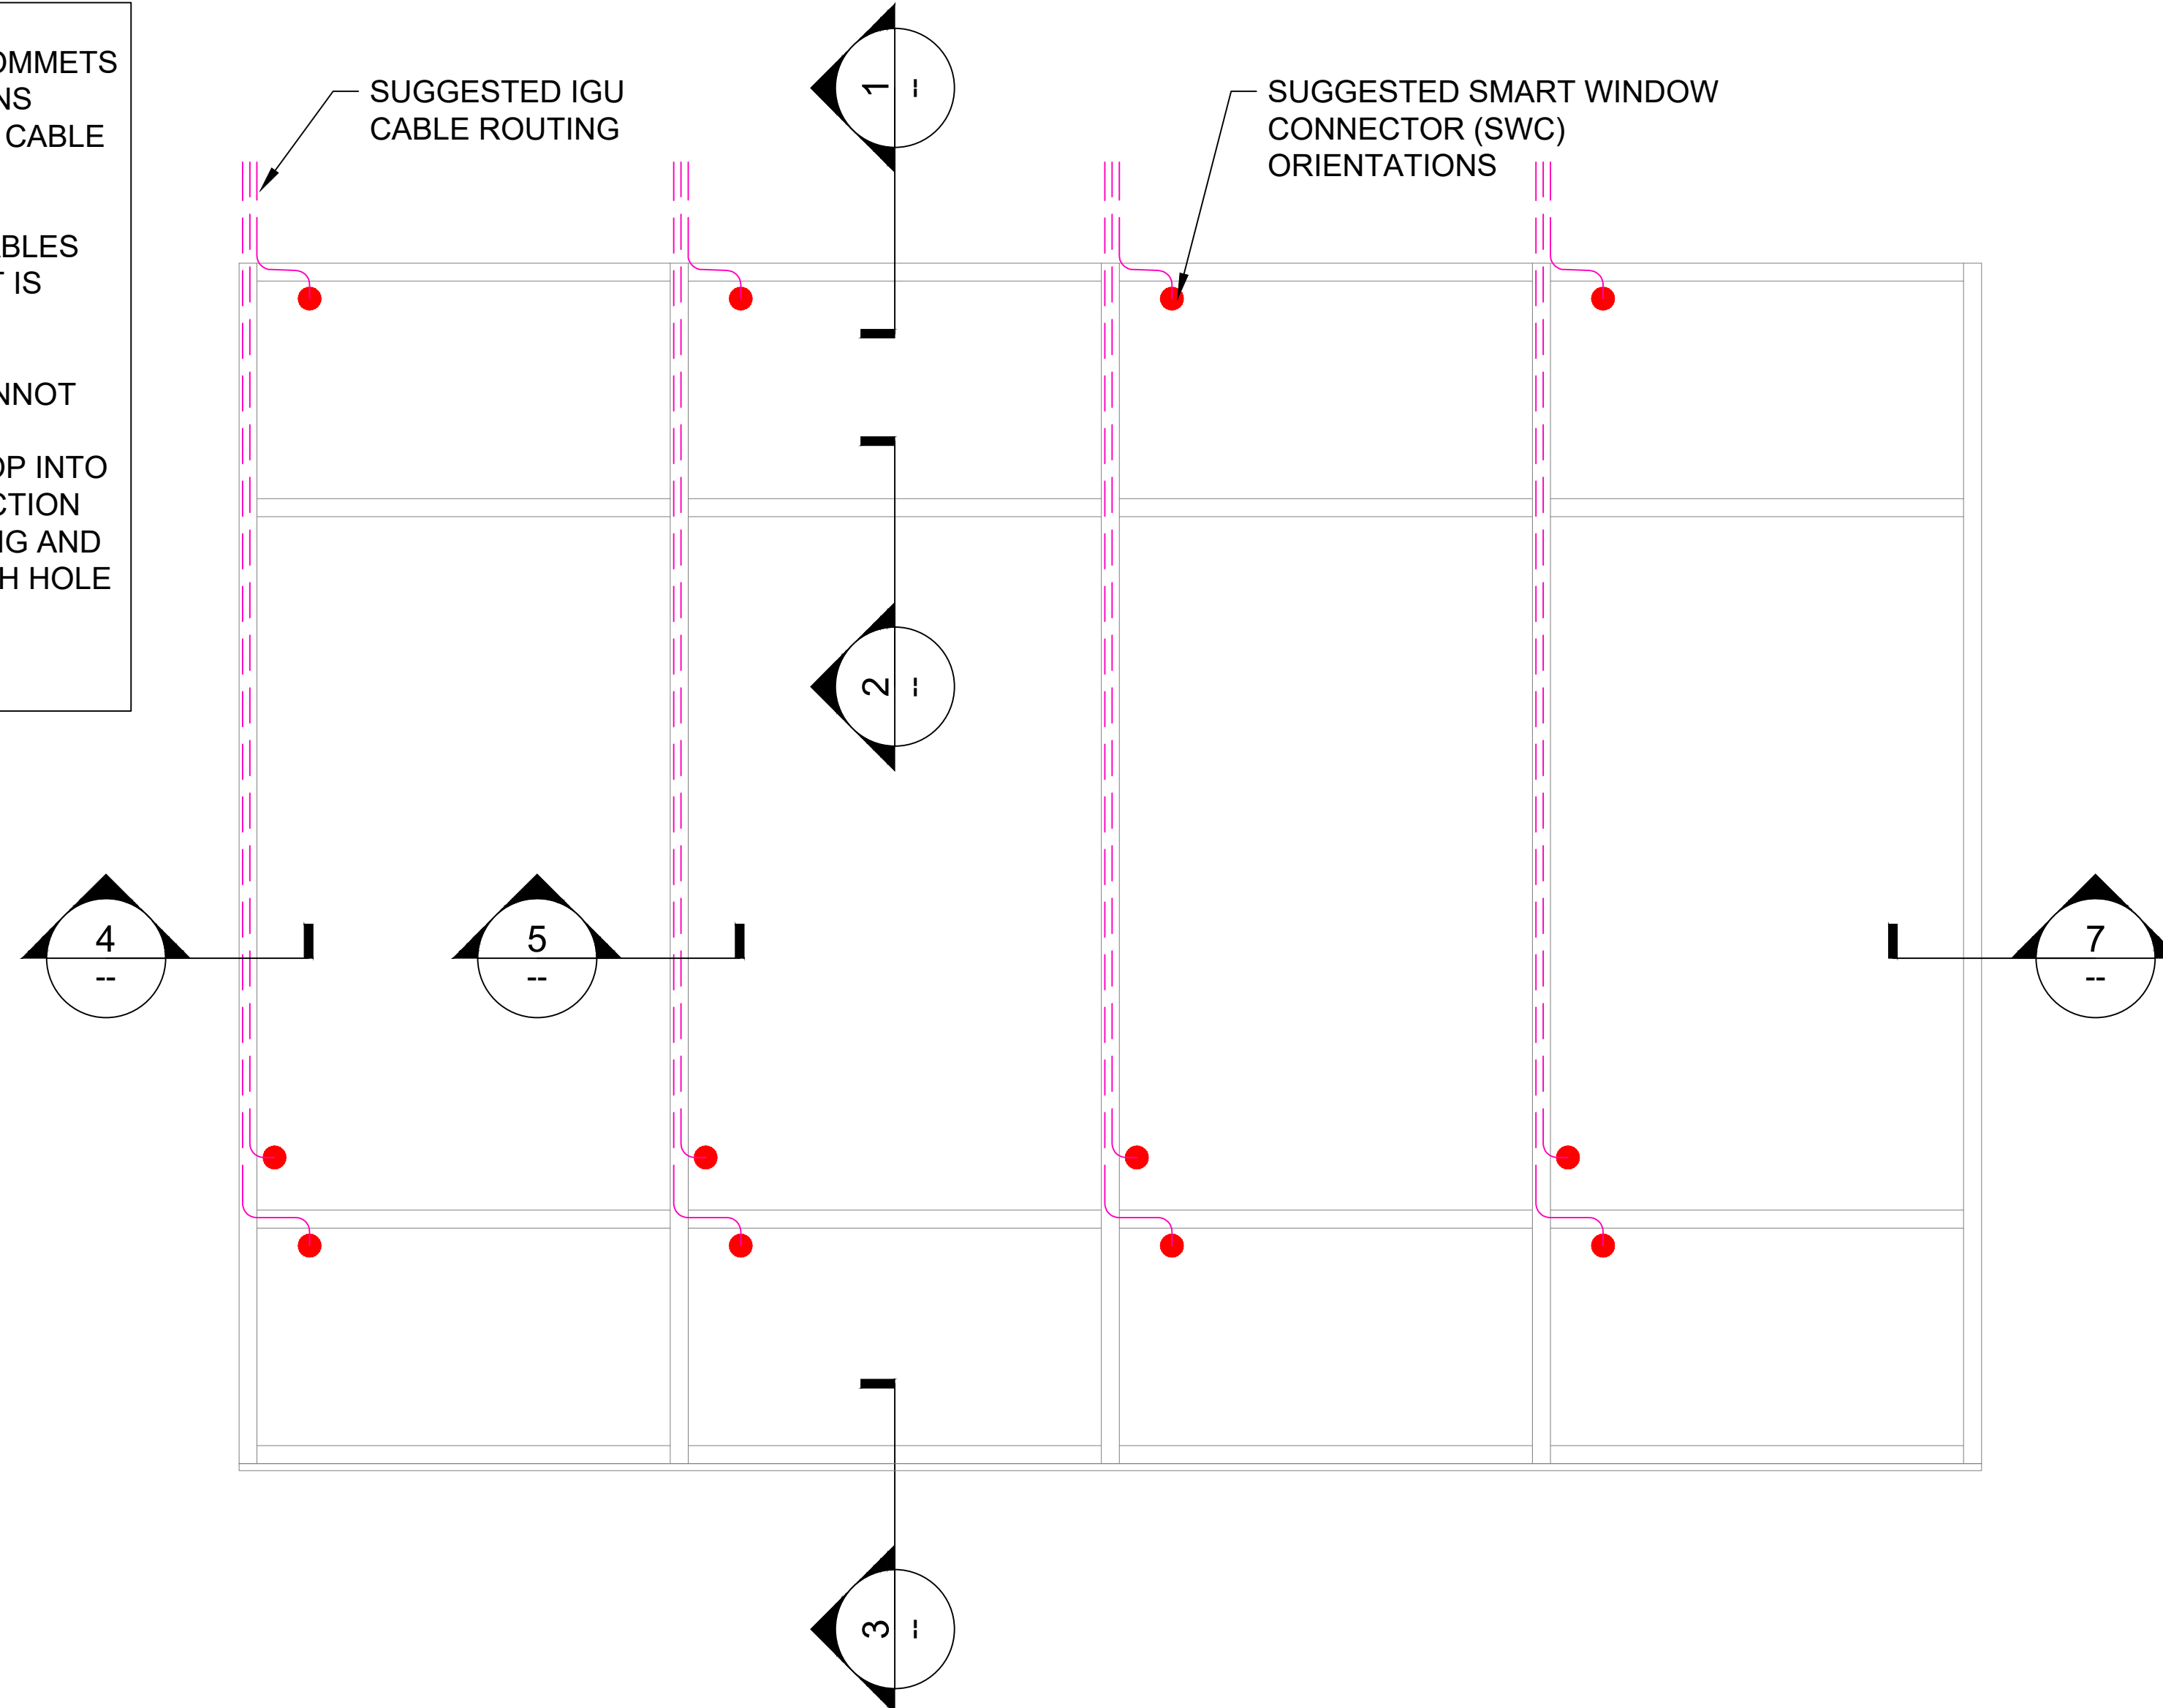 OMMETS
NS
CABLE
ABLES
T IS
NNOT
OP INTO
CTION
NG AND
H HOLE
SUGGESTED IGU
CABLE ROUTING
SUGGESTED SMART WINDOW
CONNECTOR (SWC)
ORIENTATIONS
1
--
2
--
4
--
5
--
7
--
3
--